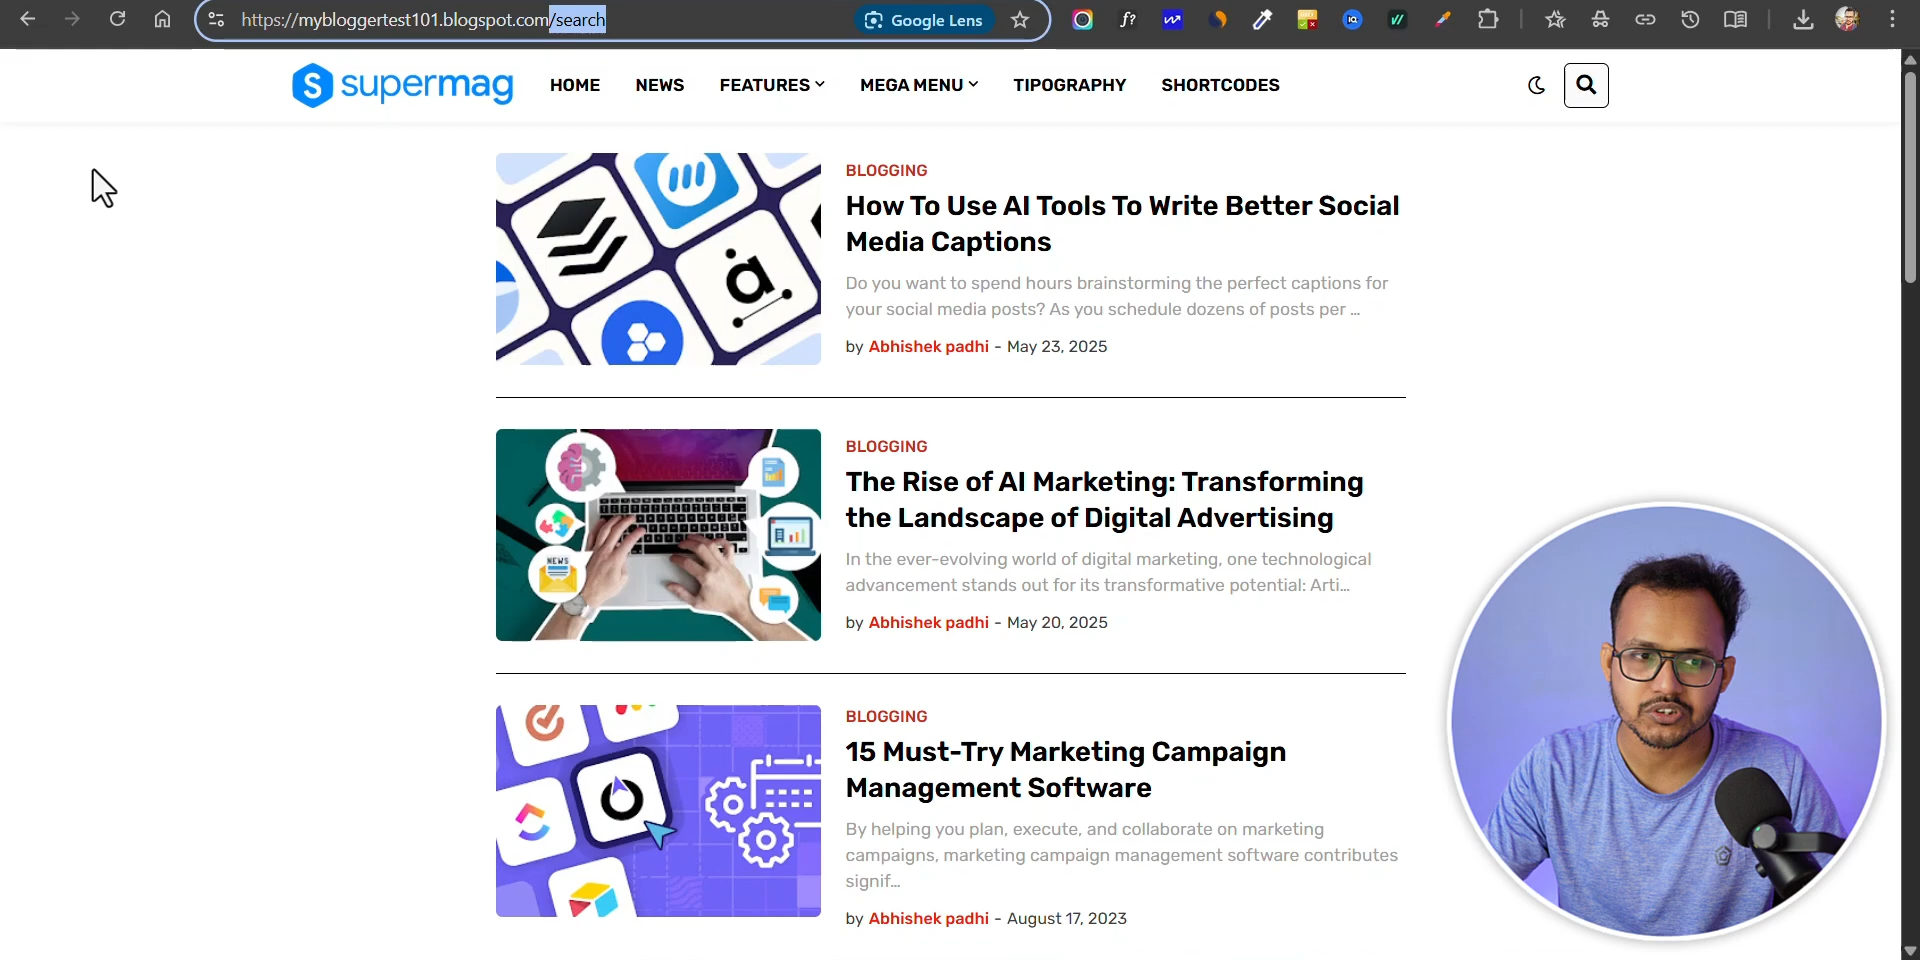 https://mybloggertest101.blogspot.com/search
Google Lens
f?
S supermag
HOME
NEWS
FEATURES
MEGA MENU
TIPOGRAPHY
SHORTCODES
BLOGGING
How To Use AI Tools To Write Better Social
Media Captions
Do you want to spend hours brainstorming the perfect captions for
your social media posts? As you schedule dozens of posts per ...
by Abhishek padhi - May 23, 2025
NEWS
BLOGGING
The Rise of AI Marketing: Transforming
the Landscape of Digital Advertising
In the ever-evolving world of digital marketing, one technological
advancement stands out for its transformative potential: Arti...
by Abhishek padhi - May 20, 2025
BLOGGING
15 Must-Try Marketing Campaign
Management Software
By helping you plan, execute, and collaborate on marketing
campaigns, marketing campaign management software contributes
signif...
by Abhishek padhi - August 17, 2023